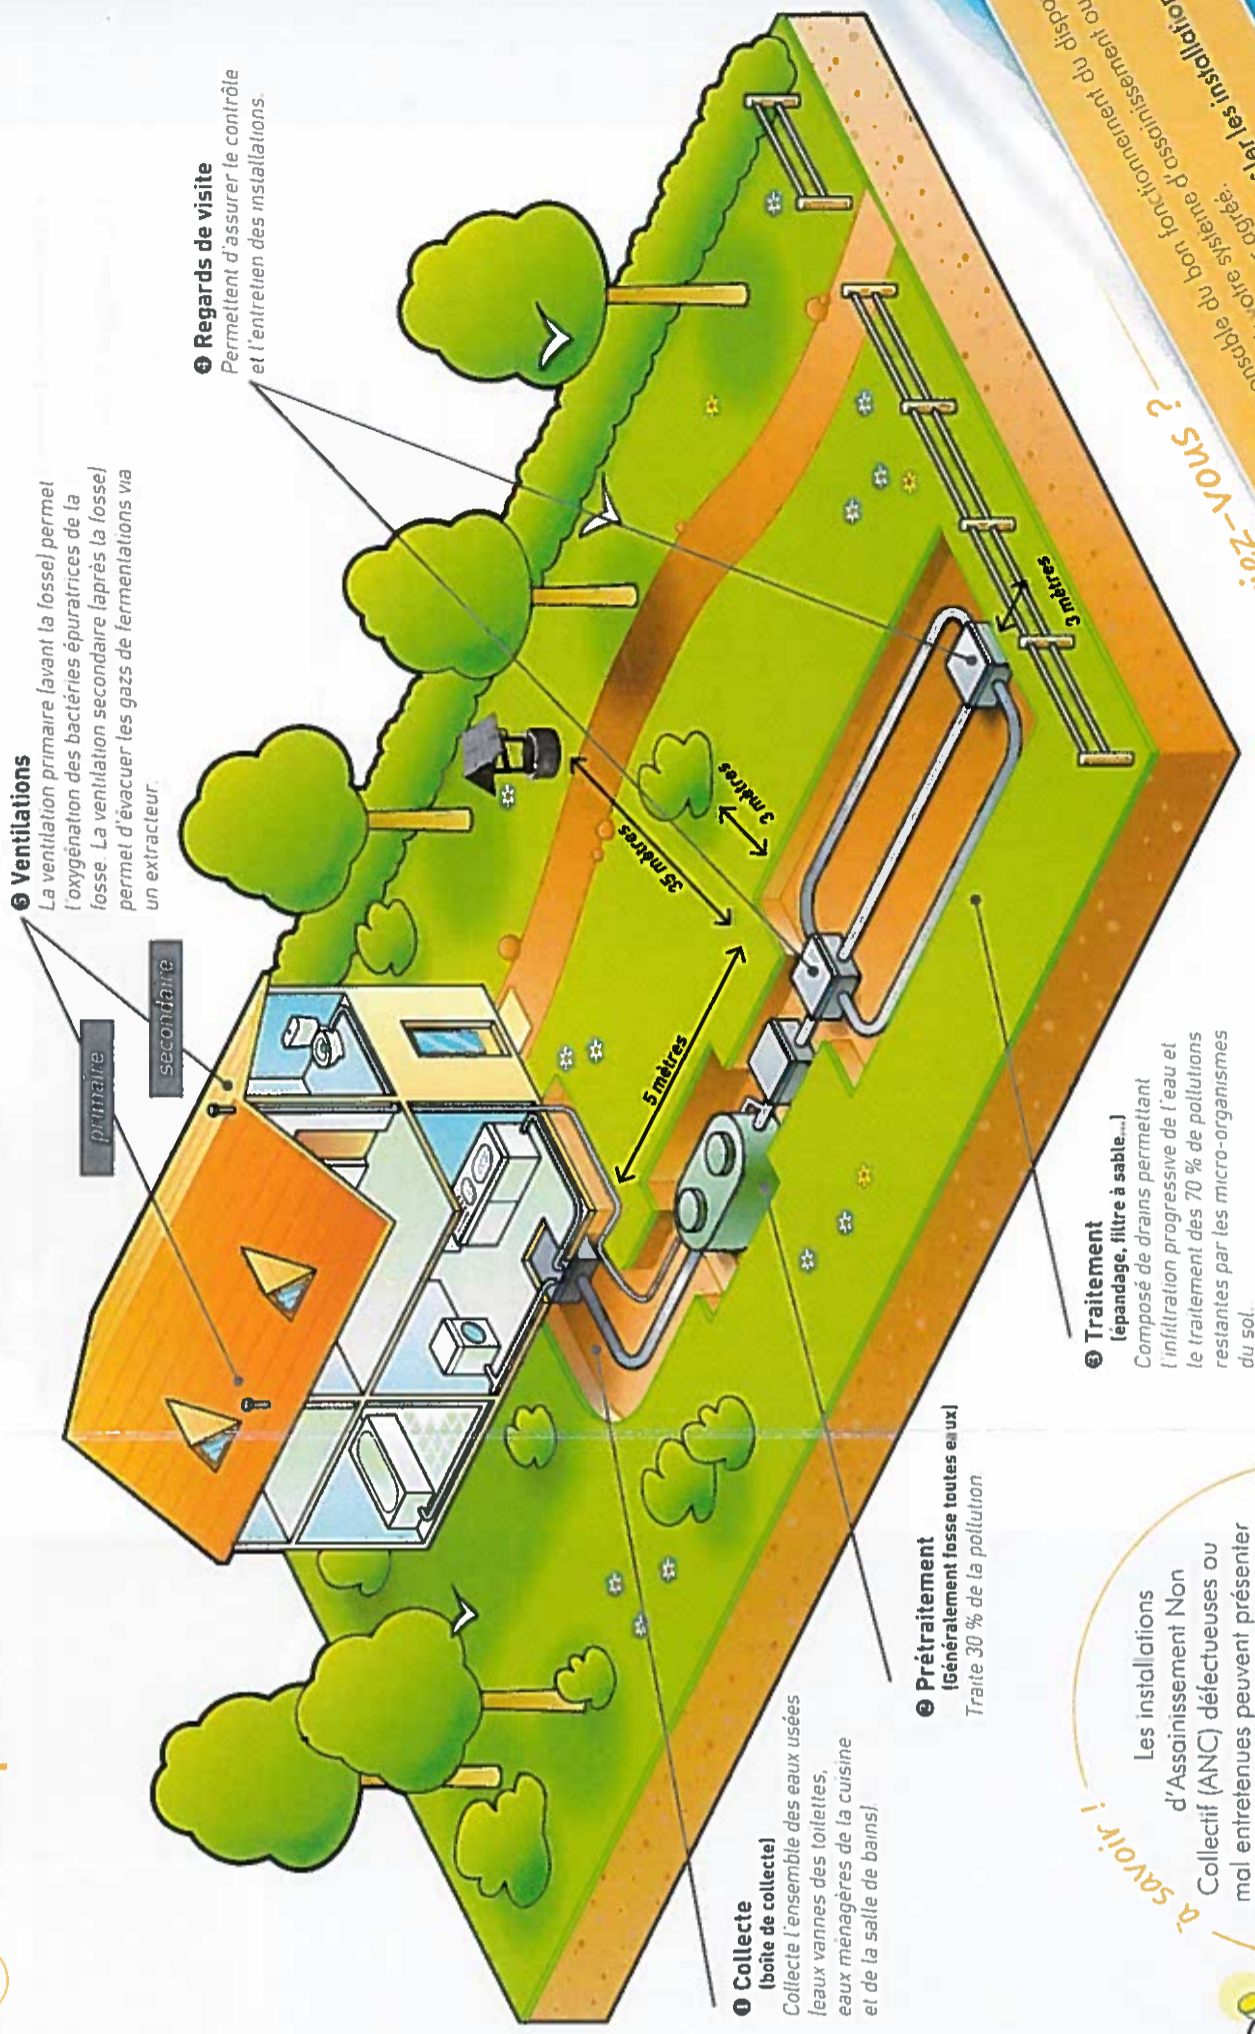 ❺ Ventilations
La ventilation primaire (avant la fosse) permet
l'oxygénation des bactéries épuratrices de la
fosse. La ventilation secondaire (après la fosse)
permet d'évacuer les gazs de fermentations via
un extracteur.
primaire
secondaire
❹ Regards de visite
Permettent d'assurer le contrôle
et l'entretien des installations.
35 mètres
3 mètres
5 mètres
3 mètres
❶ Collecte
(boîte de collecte)
Collecte l'ensemble des eaux usées
(eaux vannes des toilettes,
eaux ménagères de la cuisine
et de la salle de bains).
❷ Prétraitement
(Généralement fosse toutes eaux)
Traite 30 % de la pollution.
❸ Traitement
(épandage, filtre à sable...)
Composé de drains permettant
l'infiltration progressive de l'eau et
le traitement des 70 % de pollutions
restantes par les micro-organismes
du sol.
à savoir !
Les installations
d'Assainissement Non
Collectif (ANC) défectueuses ou
mal entretenues peuvent présenter
-vous ?
du bon fonctionnement du
système d'assainissement
agréé.
les installation